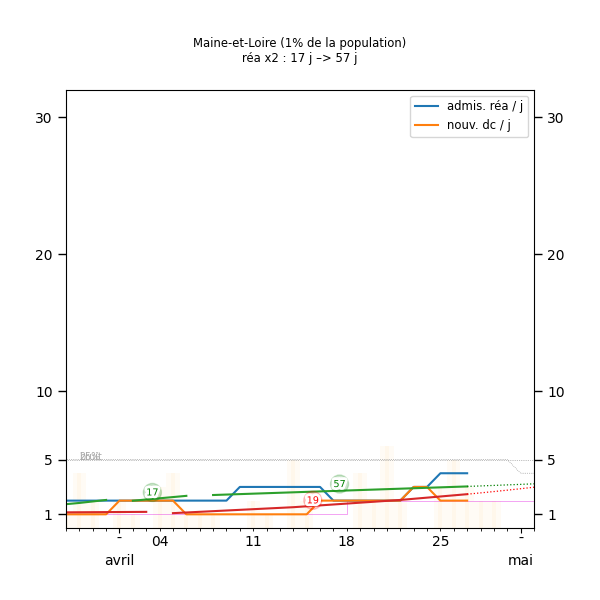 Maine-et-Loire (1% de la population)
réa x2 : 17 j –> 57 j
admis. réa / j
nouv. dc / j
30
30
20
20
10
10
5
5
1
1
17
57
19
- 04 11 18 25 -
avril mai